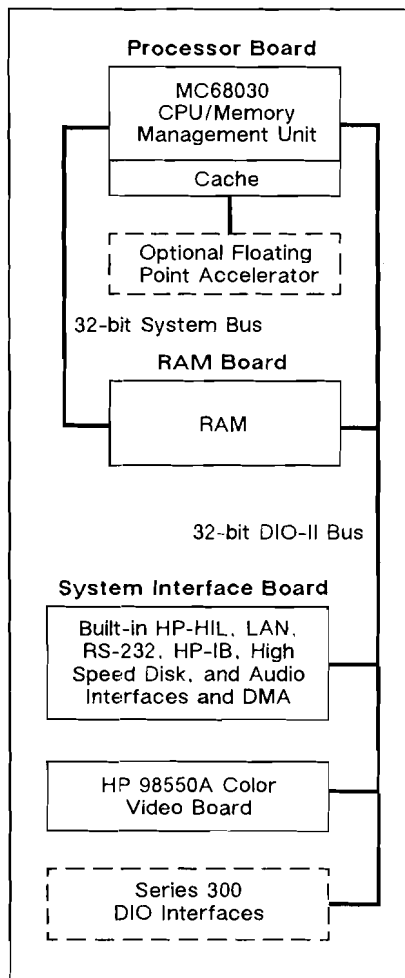 Processor Board
MC68030
CPU/Memory
Management Unit
Cache
Optional Floating
Point Accelerator
32-bit System Bus
RAM Board
RAM
32-bit DIO-II Bus
System Interface Board
Built-in HP-HIL, LAN,
RS-232, HP-IB, High
Speed Disk, and Audio
Interfaces and DMA
HP 98550A Color
Video Board
Series 300
DIO Interfaces